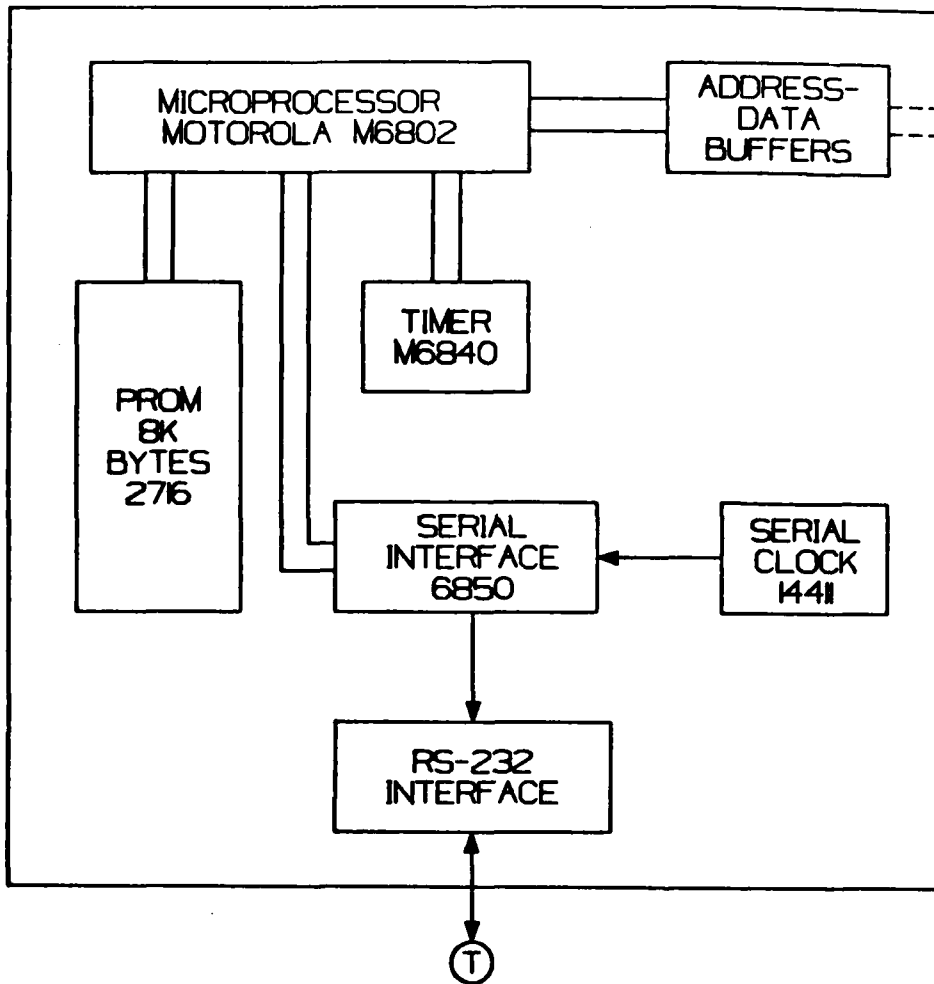 MICROPROCESSOR
MOTOROLA M6802
ADDRESS-
DATA
BUFFERS
TIMER
M6840
PROM
8K
BYTES
2716
SERIAL
INTERFACE
6850
SERIAL
CLOCK
14411
RS-232
INTERFACE
T